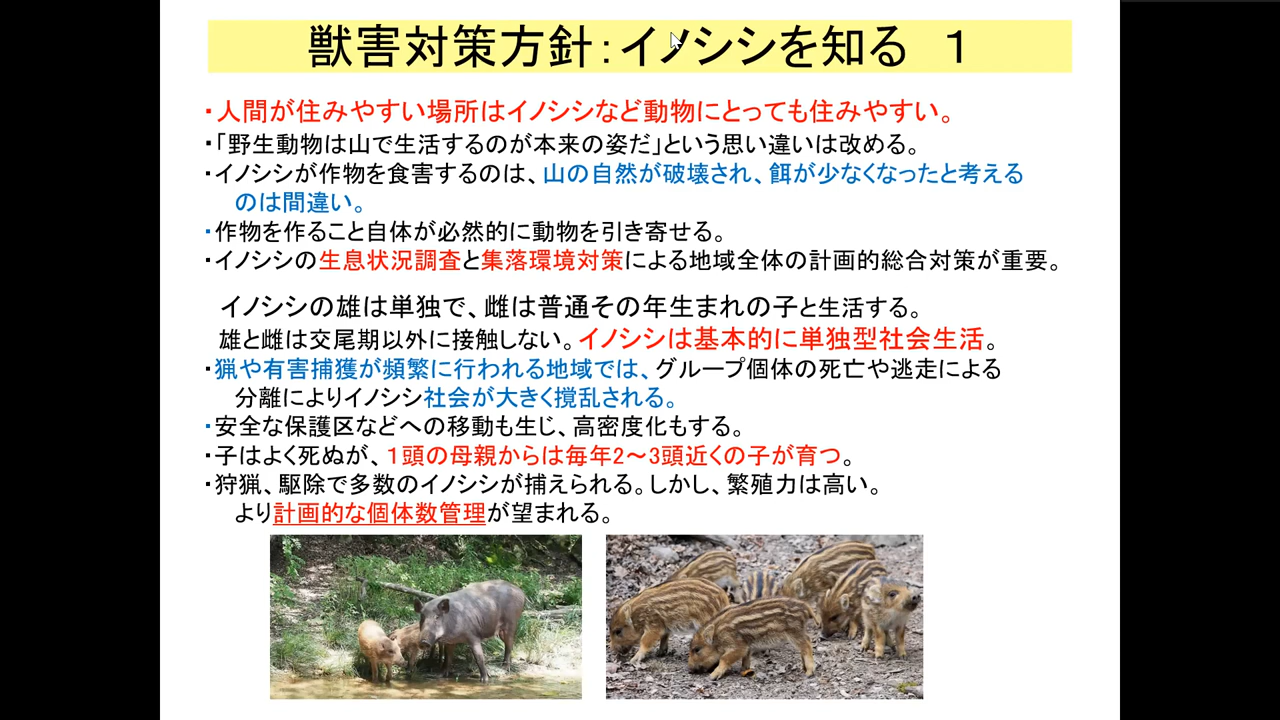 獣害対策方針：イノシシを知る　１
・人間が住みやすい場所はイノシシなど動物にとっても住みやすい。
・「野生動物は山で生活するのが本来の姿だ」という思い違いは改める。
・イノシシが作物を食害するのは、山の自然が破壊され、餌が少なくなったと考える
のは間違い。
・作物を作ること自体が必然的に動物を引き寄せる。
・イノシシの生息状況調査と集落環境対策による地域全体の計画的総合対策が重要。
イノシシの雄は単独で、雌は普通その年生まれの子と生活する。
雄と雌は交尾期以外に接触しない。イノシシは基本的に単独型社会生活。
・猟や有害捕獲が頻繁に行われる地域では、グループ個体の死亡や逃走による
分離によりイノシシ社会が大きく撹乱される。
・安全な保護区などへの移動も生じ、高密度化もする。
・子はよく死ぬが、１頭の母親からは毎年2～3頭近くの子が育つ。
・狩猟、駆除で多数のイノシシが捕えられる。しかし、繁殖力は高い。
より計画的な個体数管理が望まれる。